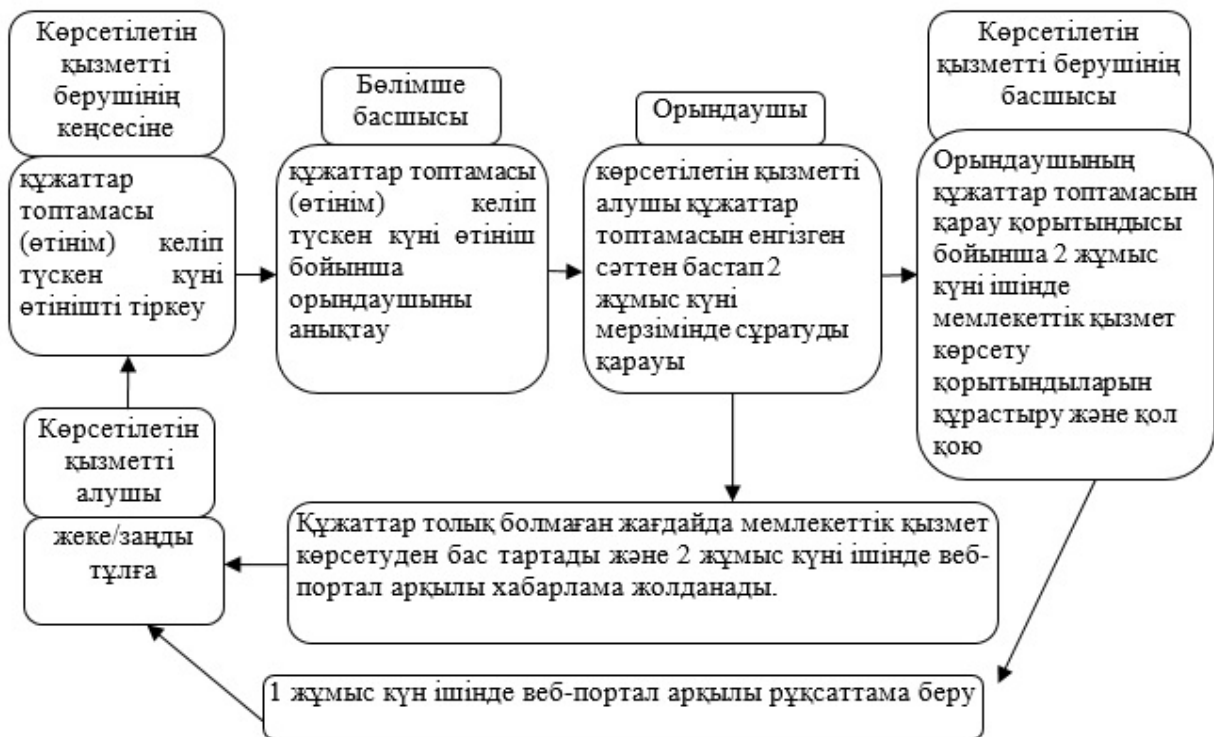 Көрсетілетін
қызметті
берушінің
кеңсесіне
құжаттар
топтамасы
(өтінім) келіп
түскен күні
өтінішті тіркеу
Бөлімше
басшысы
құжаттар топтамасы
(өтінім) келіп
түскен күні өтініш
бойынша
орындаушыны
анықтау
Орындаушы
көрсетілетін қызметті
алушы құжаттар
топтамасын енгізген
сәттен бастап 2
жұмыс күні
мерзімінде сұратуды
қарауы
Көрсетілетін
қызметті берушінің
басшысы
Орындаушының
құжаттар топтамасын
қарау қорытындысы
бойынша 2 жұмыс
күні ішінде
мемлекеттік қызмет
көрсету
қорытындыларын
құрастыру және қол
қою
Көрсетілетін
қызметті
алушы
жеке/заңды
тұлға
Құжаттар толық болмаған жағдайда мемлекеттік қызмет
көрсетуден бас тартады және 2 жұмыс күні ішінде веб-
портал арқылы хабарлама жолданады.
1 жұмыс күн ішінде веб-портал арқылы рұқсаттама беру